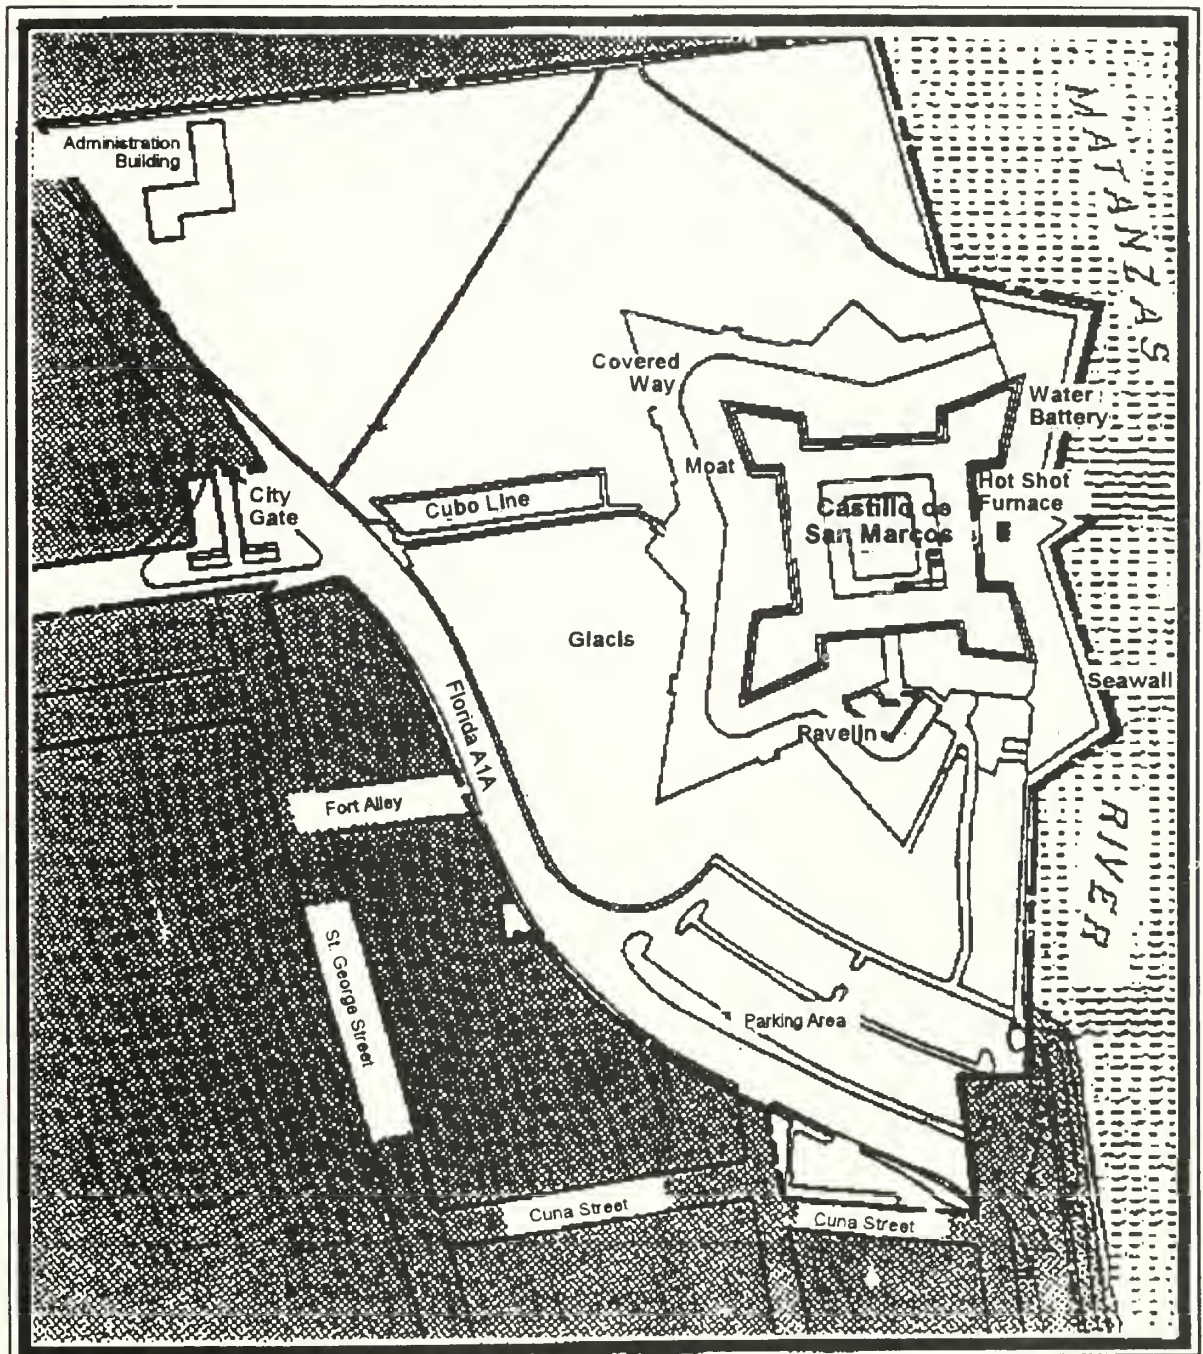 MATANZAS
Administration
Building
Covered
Way
Water
Battery
Moat
Hot Shot
Furnace
City
Gate
Cubo Line
Castillo de
San Marcos
Glacis
Seawall
Florida A1A
Ravelin
Fort Alley
RIVER
St. George Street
Parking Area
Cuna Street
Cuna Street